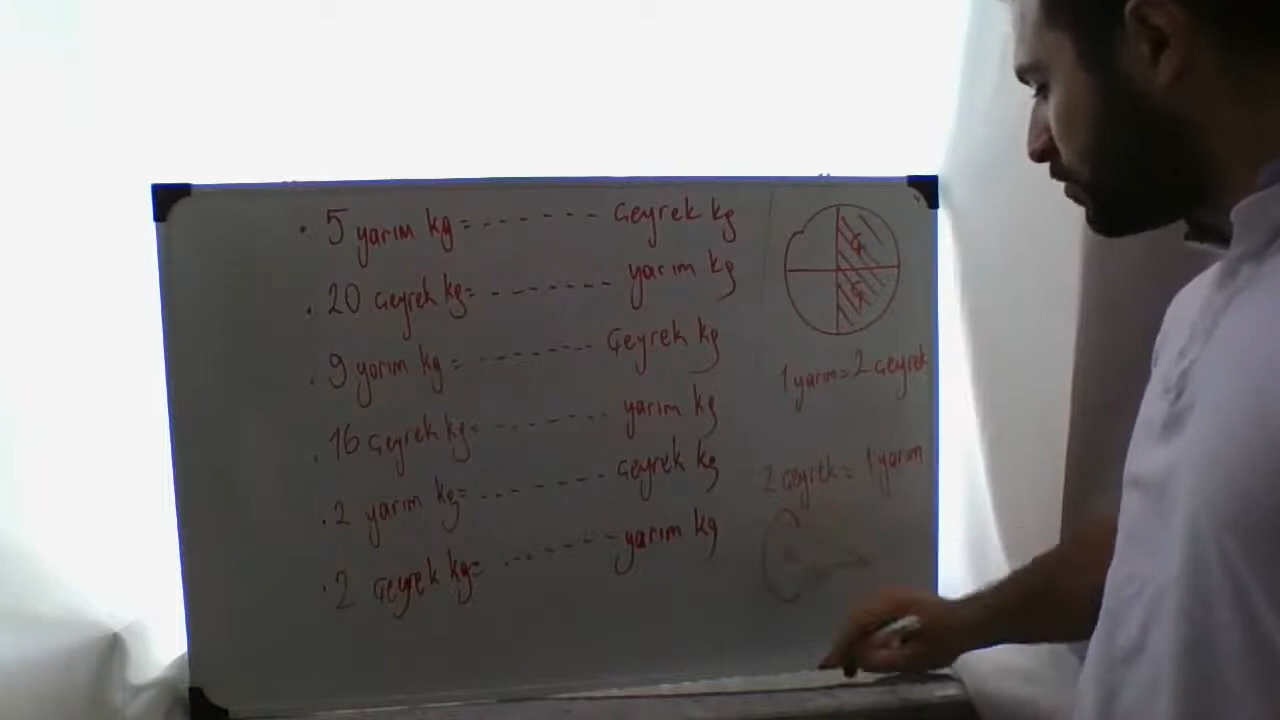 . 5 yarım kg = - - - - - - - Çeyrek kg
. 20 Çeyrek kg = - - - - - - - yarım kg
. 9 yarım kg = - - - - - - - Çeyrek kg
. 16 Çeyrek kg = - - - - - - - yarım kg
. 2 yarım kg = - - - - - - - Çeyrek kg
. 2 Çeyrek kg = - - - - - - - yarım kg
Ç
Ç
1 yarım = 2 Çeyrek
2 Çeyrek = 1 yarım